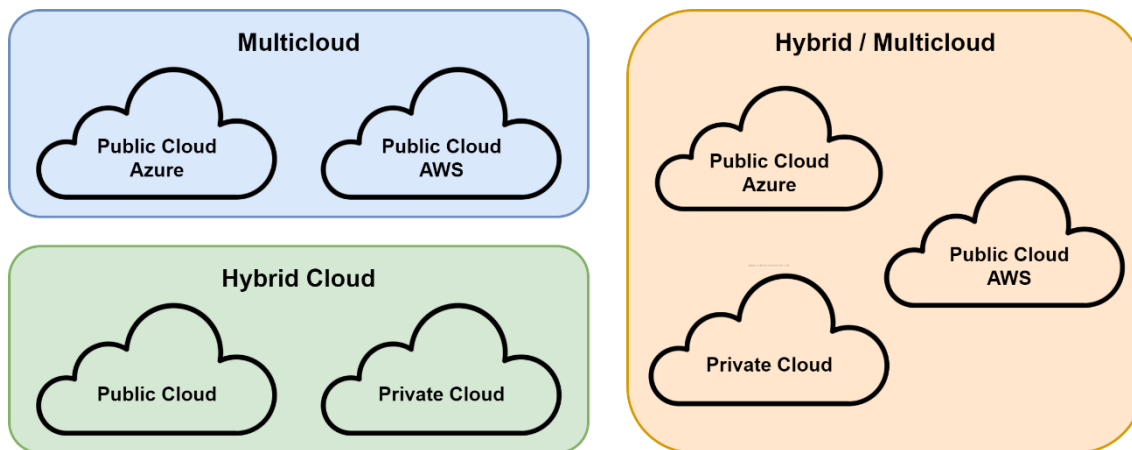 Multicloud
Public Cloud
Azure
Public Cloud
AWS
Hybrid Cloud
Public Cloud
Private Cloud
Hybrid / Multicloud
Public Cloud
Azure
Public Cloud
AWS
Private Cloud